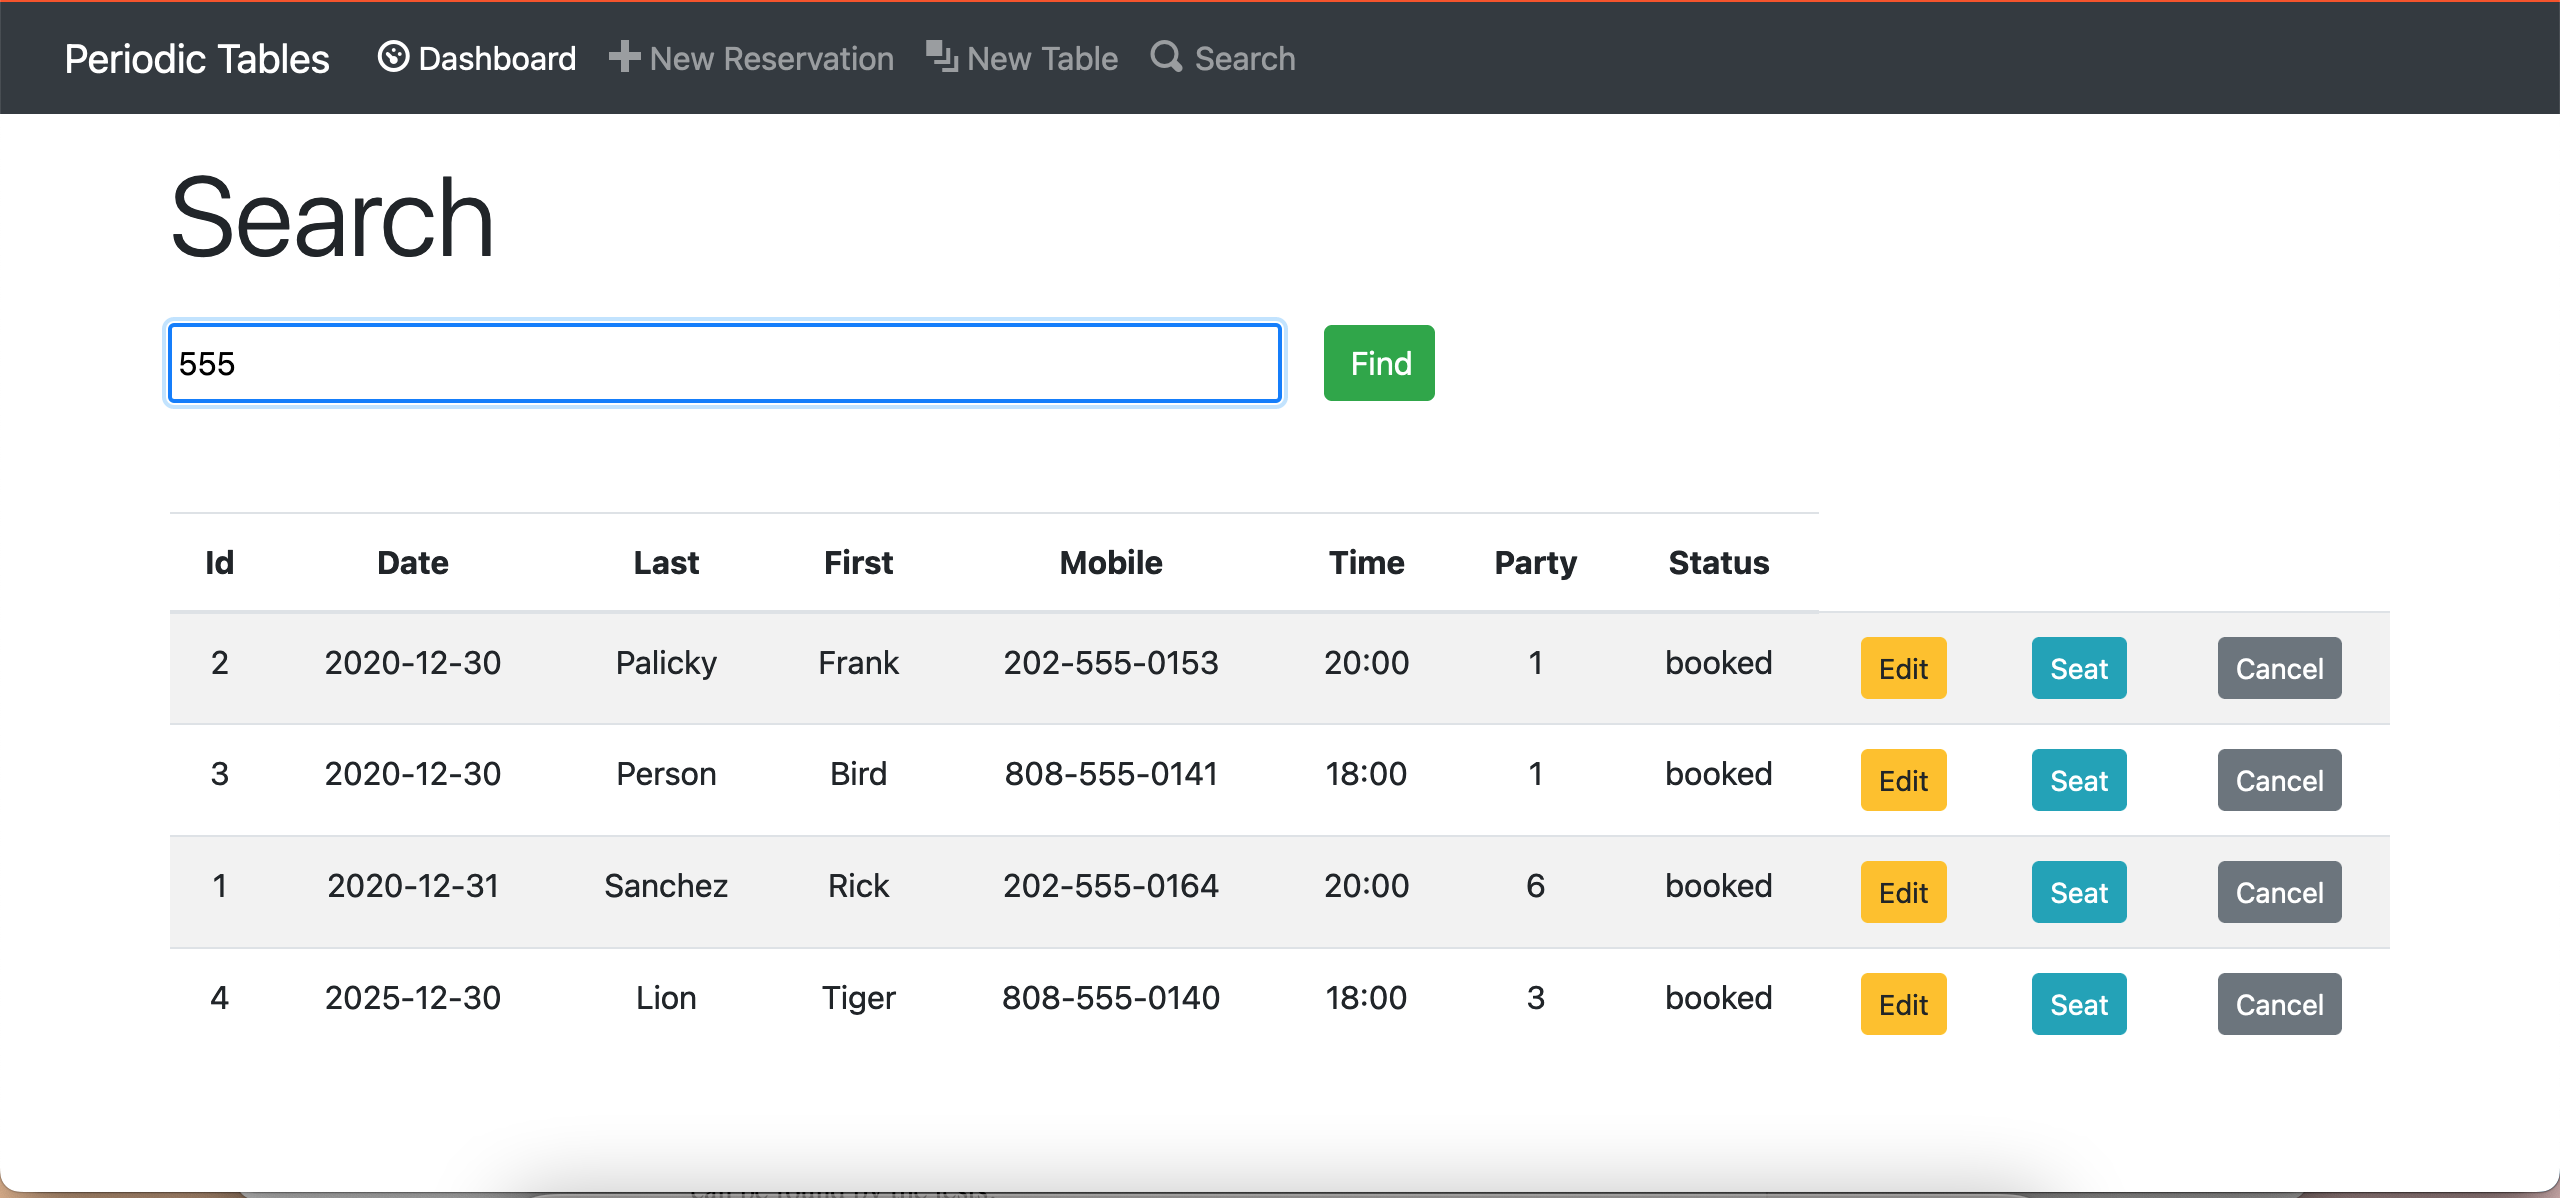 Periodic Tables Dashboard New Reservation New Table Search
Search
555 Find
Id Date Last First Mobile Time Party Status
2 2020-12-30 Palicky Frank 202-555-0153 20:00 1 booked Edit Seat Cancel
3 2020-12-30 Person Bird 808-555-0141 18:00 1 booked Edit Seat Cancel
1 2020-12-31 Sanchez Rick 202-555-0164 20:00 6 booked Edit Seat Cancel
4 2025-12-30 Lion Tiger 808-555-0140 18:00 3 booked Edit Seat Cancel